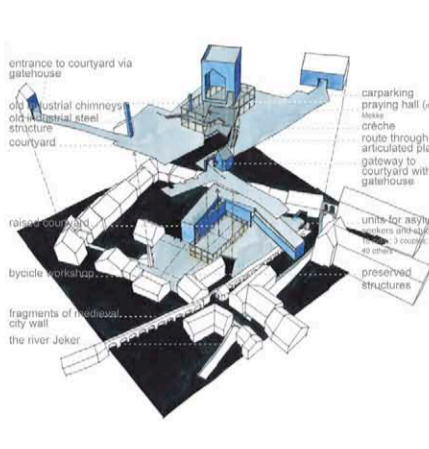 entrance to courtyard via
gatehouse
old industrial chimneys
old industrial steel
structure
courtyard
raised courtyard
bycicle workshop
fragments of medieval
city wall
the river Jeker
carparking
praying hall
crèche
route through
articulated pla
gateway to
courtyard with
gatehouse
units for asylu
preserved
structures